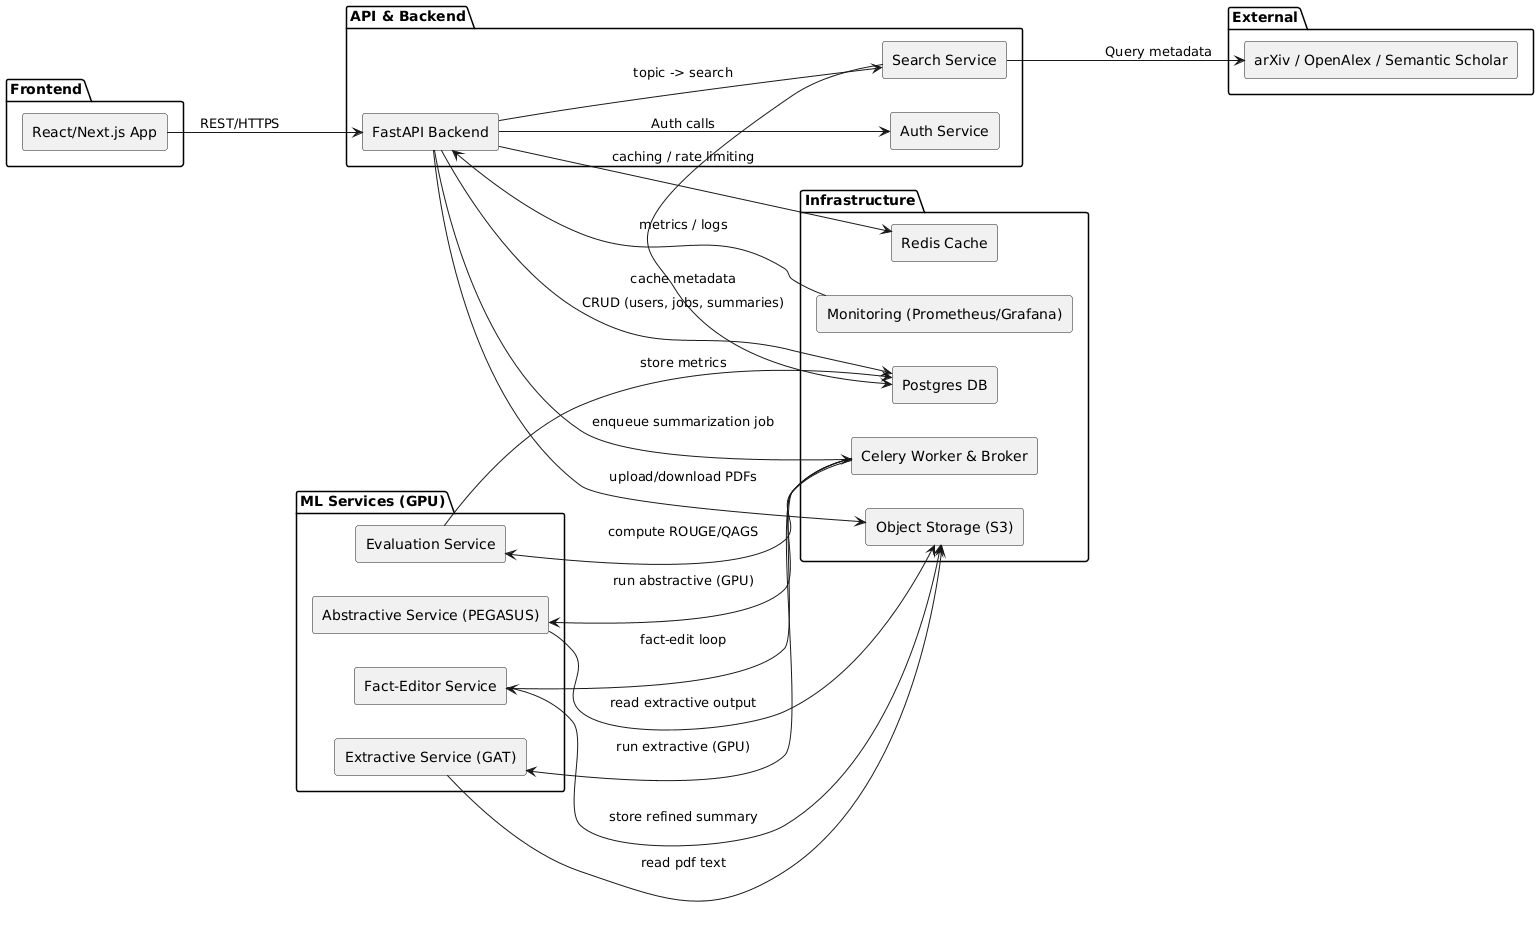 API & Backend
External
Search Service
Query metadata
arXiv / OpenAlex / Semantic Scholar
topic -> search
Frontend
React/Next.js App
REST/HTTPS
FastAPI Backend
Auth calls
Auth Service
caching / rate limiting
Infrastructure
metrics / logs
Redis Cache
cache metadata
CRUD (users, jobs, summaries)
Monitoring (Prometheus/Grafana)
store metrics
Postgres DB
enqueue summarization job
Celery Worker & Broker
upload/download PDFs
ML Services (GPU)
Object Storage (S3)
Evaluation Service
compute ROUGE/QAGS
run abstractive (GPU)
Abstractive Service (PEGASUS)
fact-edit loop
Fact-Editor Service
read extractive output
run extractive (GPU)
Extractive Service (GAT)
store refined summary
read pdf text